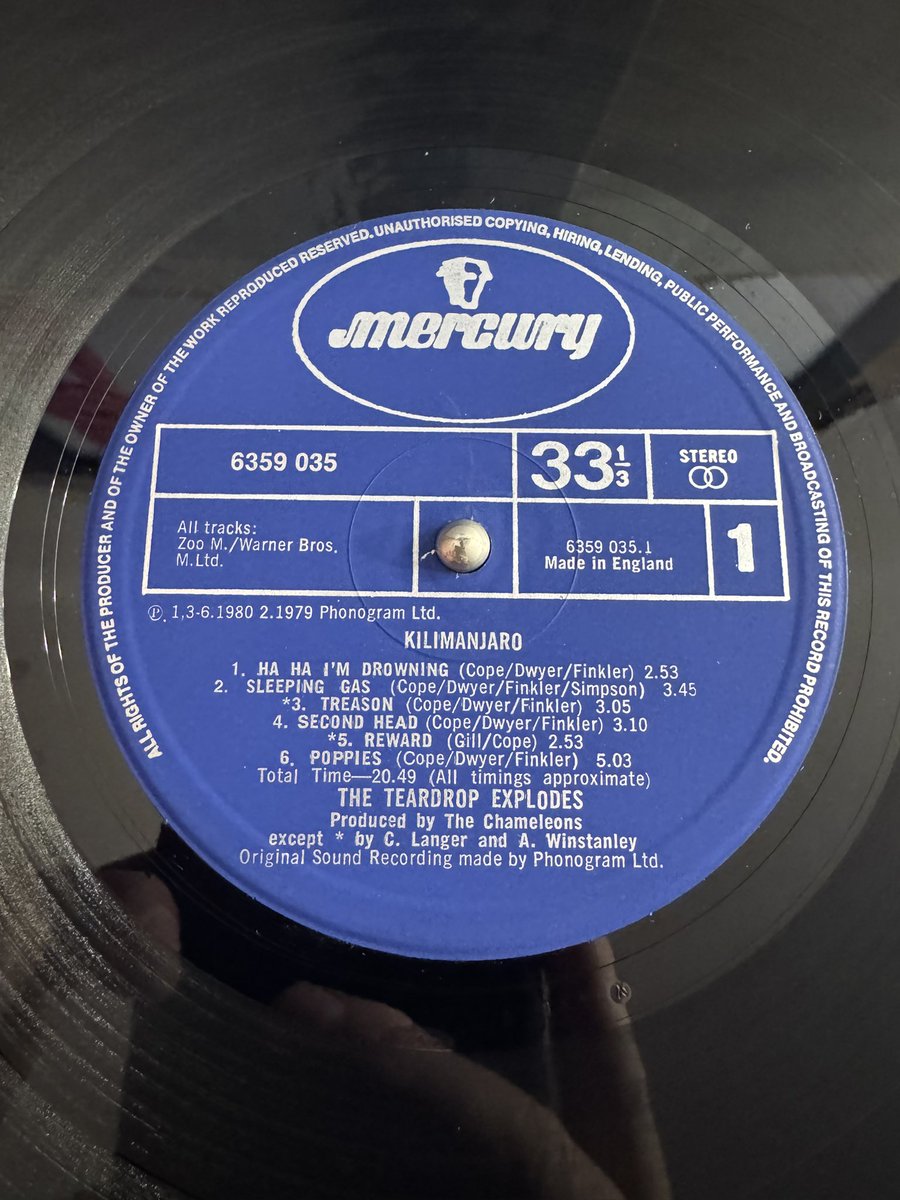 ALL RIGHTS OF THE PRODUCER AND OF THE OWNER OF THE WORK REPRODUCED RESERVED. UNAUTHORISED COPYING, HIRING, LENDING, PUBLIC PERFORMANCE AND BROADCASTING OF THIS RECORD PROHIBITED.
mercury
6359 035
33 1/3
STEREO
All tracks:
Zoo M./Warner Bros.
M.Ltd.
6359 035.1
Made in England
1
℗. 1,3-6.1980 2.1979 Phonogram Ltd.
KILIMANJARO
1. HA HA I'M DROWNING (Cope/Dwyer/Finkler) 2.53
2. SLEEPING GAS (Cope/Dwyer/Finkler/Simpson) 3.45
*3. TREASON (Cope/Dwyer/Finkler) 3.05
4. SECOND HEAD (Cope/Dwyer/Finkler) 3.10
*5. REWARD (Gill/Cope) 2.53
6. POPPIES (Cope/Dwyer/Finkler) 5.03
Total Time—20.49 (All timings approximate)
THE TEARDROP EXPLODES
Produced by The Chameleons
except * by C. Langer and A. Winstanley
Original Sound Recording made by Phonogram Ltd.